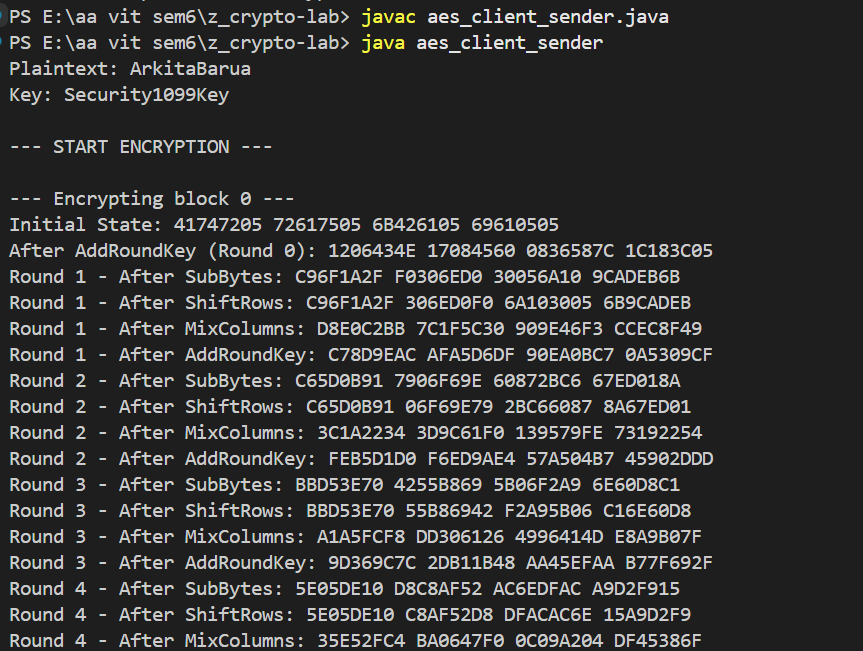 PS E:\aa vit sem6\z_crypto-lab> javac aes_client_sender.java
PS E:\aa vit sem6\z_crypto-lab> java aes_client_sender
Plaintext: ArkitaBarua
Key: Security1099Key
--- START ENCRYPTION ---
--- Encrypting block 0 ---
Initial State: 41747205 72617505 6B426105 69610505
After AddRoundKey (Round 0): 1206434E 17084560 0836587C 1C183C05
Round 1 - After SubBytes: C96F1A2F F0306ED0 30056A10 9CADEB6B
Round 1 - After ShiftRows: C96F1A2F 306ED0F0 6A103005 6B9CADEB
Round 1 - After MixColumns: D8E0C2BB 7C1F5C30 909E46F3 CCEC8F49
Round 1 - After AddRoundKey: C78D9EAC AFA5D6DF 90EA0BC7 0A5309CF
Round 2 - After SubBytes: C65D0B91 7906F69E 60872BC6 67ED018A
Round 2 - After ShiftRows: C65D0B91 06F69E79 2BC66087 8A67ED01
Round 2 - After MixColumns: 3C1A2234 3D9C61F0 139579FE 73192254
Round 2 - After AddRoundKey: FEB5D1D0 F6ED9AE4 57A504B7 45902DDD
Round 3 - After SubBytes: BBD53E70 4255B869 5B06F2A9 6E60D8C1
Round 3 - After ShiftRows: BBD53E70 55B86942 F2A95B06 C16E60D8
Round 3 - After MixColumns: A1A5FCF8 DD306126 4996414D E8A9B07F
Round 3 - After AddRoundKey: 9D369C7C 2DB11B48 AA45EFAA B77F692F
Round 4 - After SubBytes: 5E05DE10 D8C8AF52 AC6EDFAC A9D2F915
Round 4 - After ShiftRows: 5E05DE10 C8AF52D8 DFACAC6E 15A9D2F9
Round 4 - After MixColumns: 35E52FC4 BA0647F0 0C09A204 DF45386F